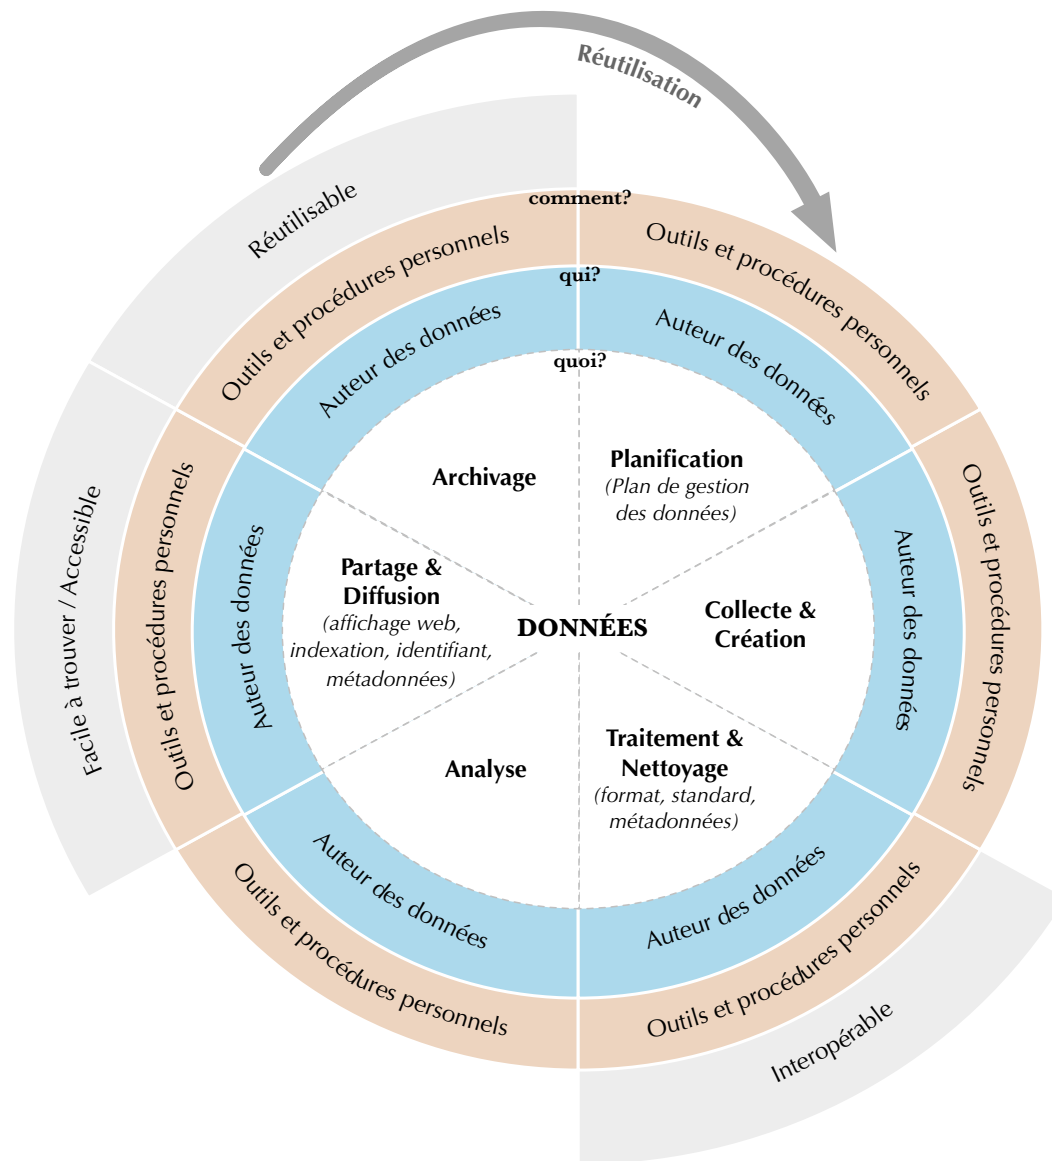 Réutilisation
Réutilisable
comment?
Outils et procédures personnels
Outils et procédures personnels
qui?
Auteur des données
Auteur des données
quoi?
Archivage
Planification
(Plan de gestion
des données)
Facile à trouver / Accessible
Outils et procédures personnels
Auteur des données
Partage &
Diffusion
(affichage web,
indexation, identifiant,
métadonnées)
DONNÉES
Collecte &
Création
Auteur des données
Outils et procédures personnels
Analyse
Traitement &
Nettoyage
(format, standard,
métadonnées)
Auteur des données
Auteur des données
Outils et procédures personnels
Outils et procédures personnels
Interopérable